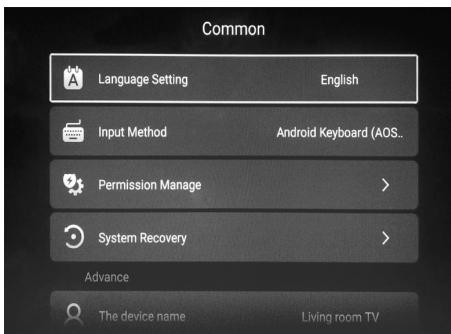 Common
Language Setting English
Input Method Android Keyboard (AOS..
Permission Manage
System Recovery
Advance
The device name Living room TV